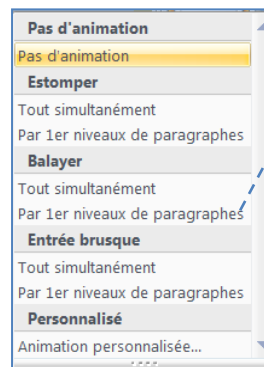 Pas d'animation
Pas d'animation
Estomper
Tout simultanément
Par 1er niveaux de paragraphes
Balayer
Tout simultanément
Par 1er niveaux de paragraphes
Entrée brusque
Tout simultanément
Par 1er niveaux de paragraphes
Personnalisé
Animation personnalisée...